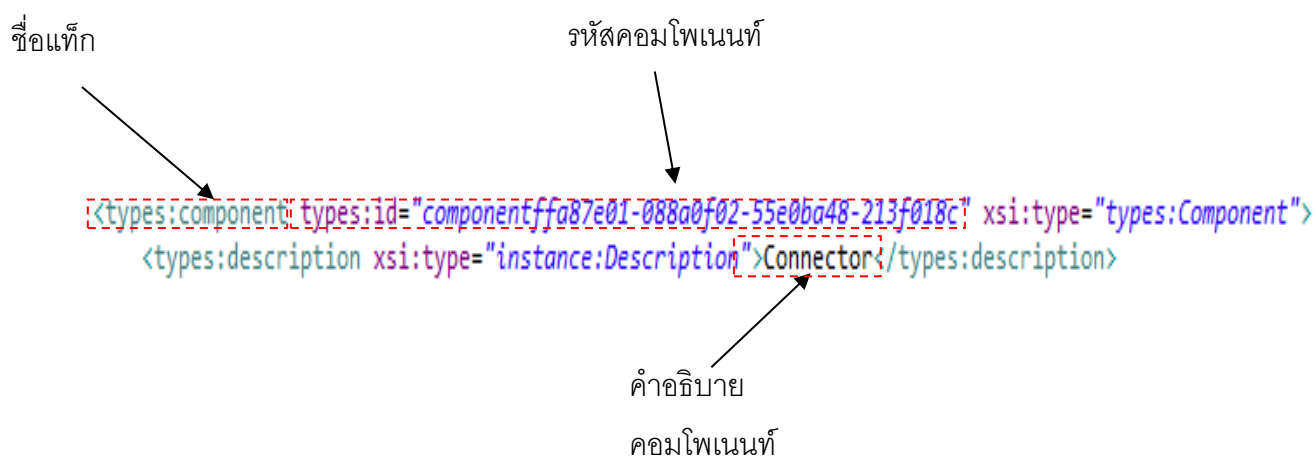 ชื่อแท็ก
รหัสคอมโพเนนท์
<types:component types:id="componentffa87e01-088a0f02-55e0ba48-213f018c" xsi:type="types:Component">
<types:description xsi:type="instance:Description">Connector</types:description>
คำอธิบาย
คอมโพเนนท์